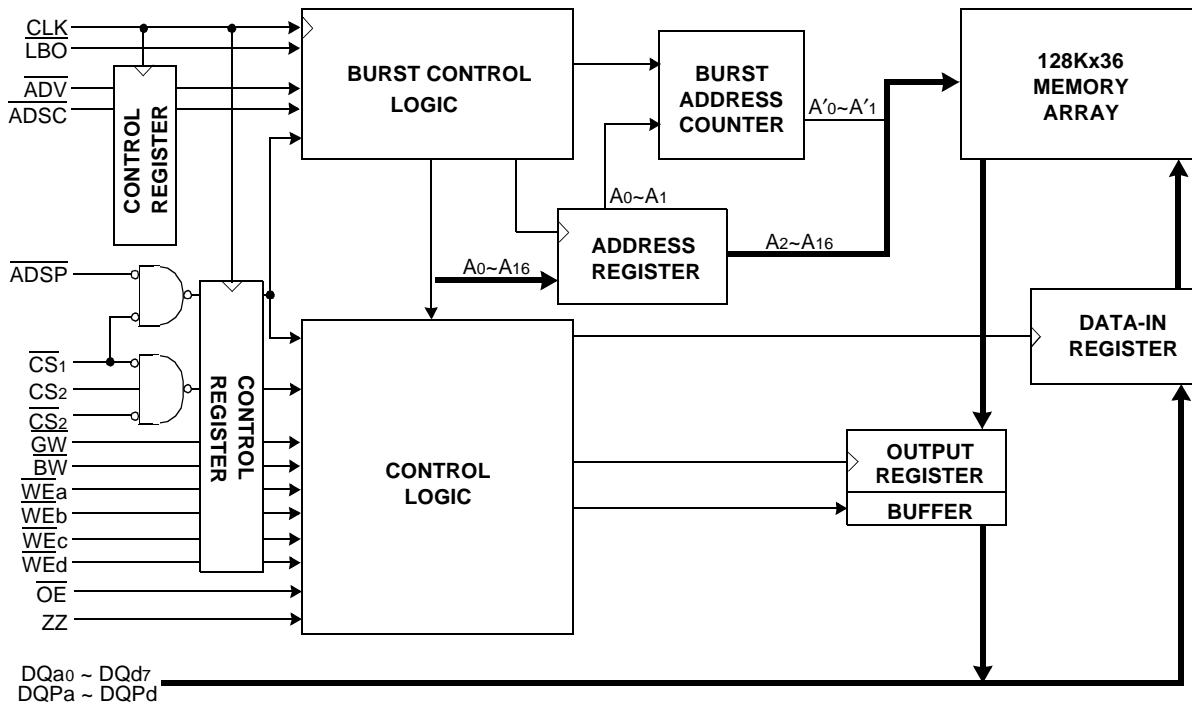 CLK
LBO
ADV
ADSC
CONTROL
REGISTER
BURST CONTROL
LOGIC
BURST
ADDRESS
COUNTER
A′0~A′1
128Kx36
MEMORY
ARRAY
A0~A1
ADDRESS
REGISTER
A2~A16
A0~A16
ADSP
CS1
CS2
CS2
GW
BW
WEa
WEb
WEc
WEd
OE
ZZ
CONTROL
REGISTER
CONTROL
LOGIC
DATA-IN
REGISTER
OUTPUT
REGISTER
BUFFER
DQa0 ~ DQd7
DQPa ~ DQPd